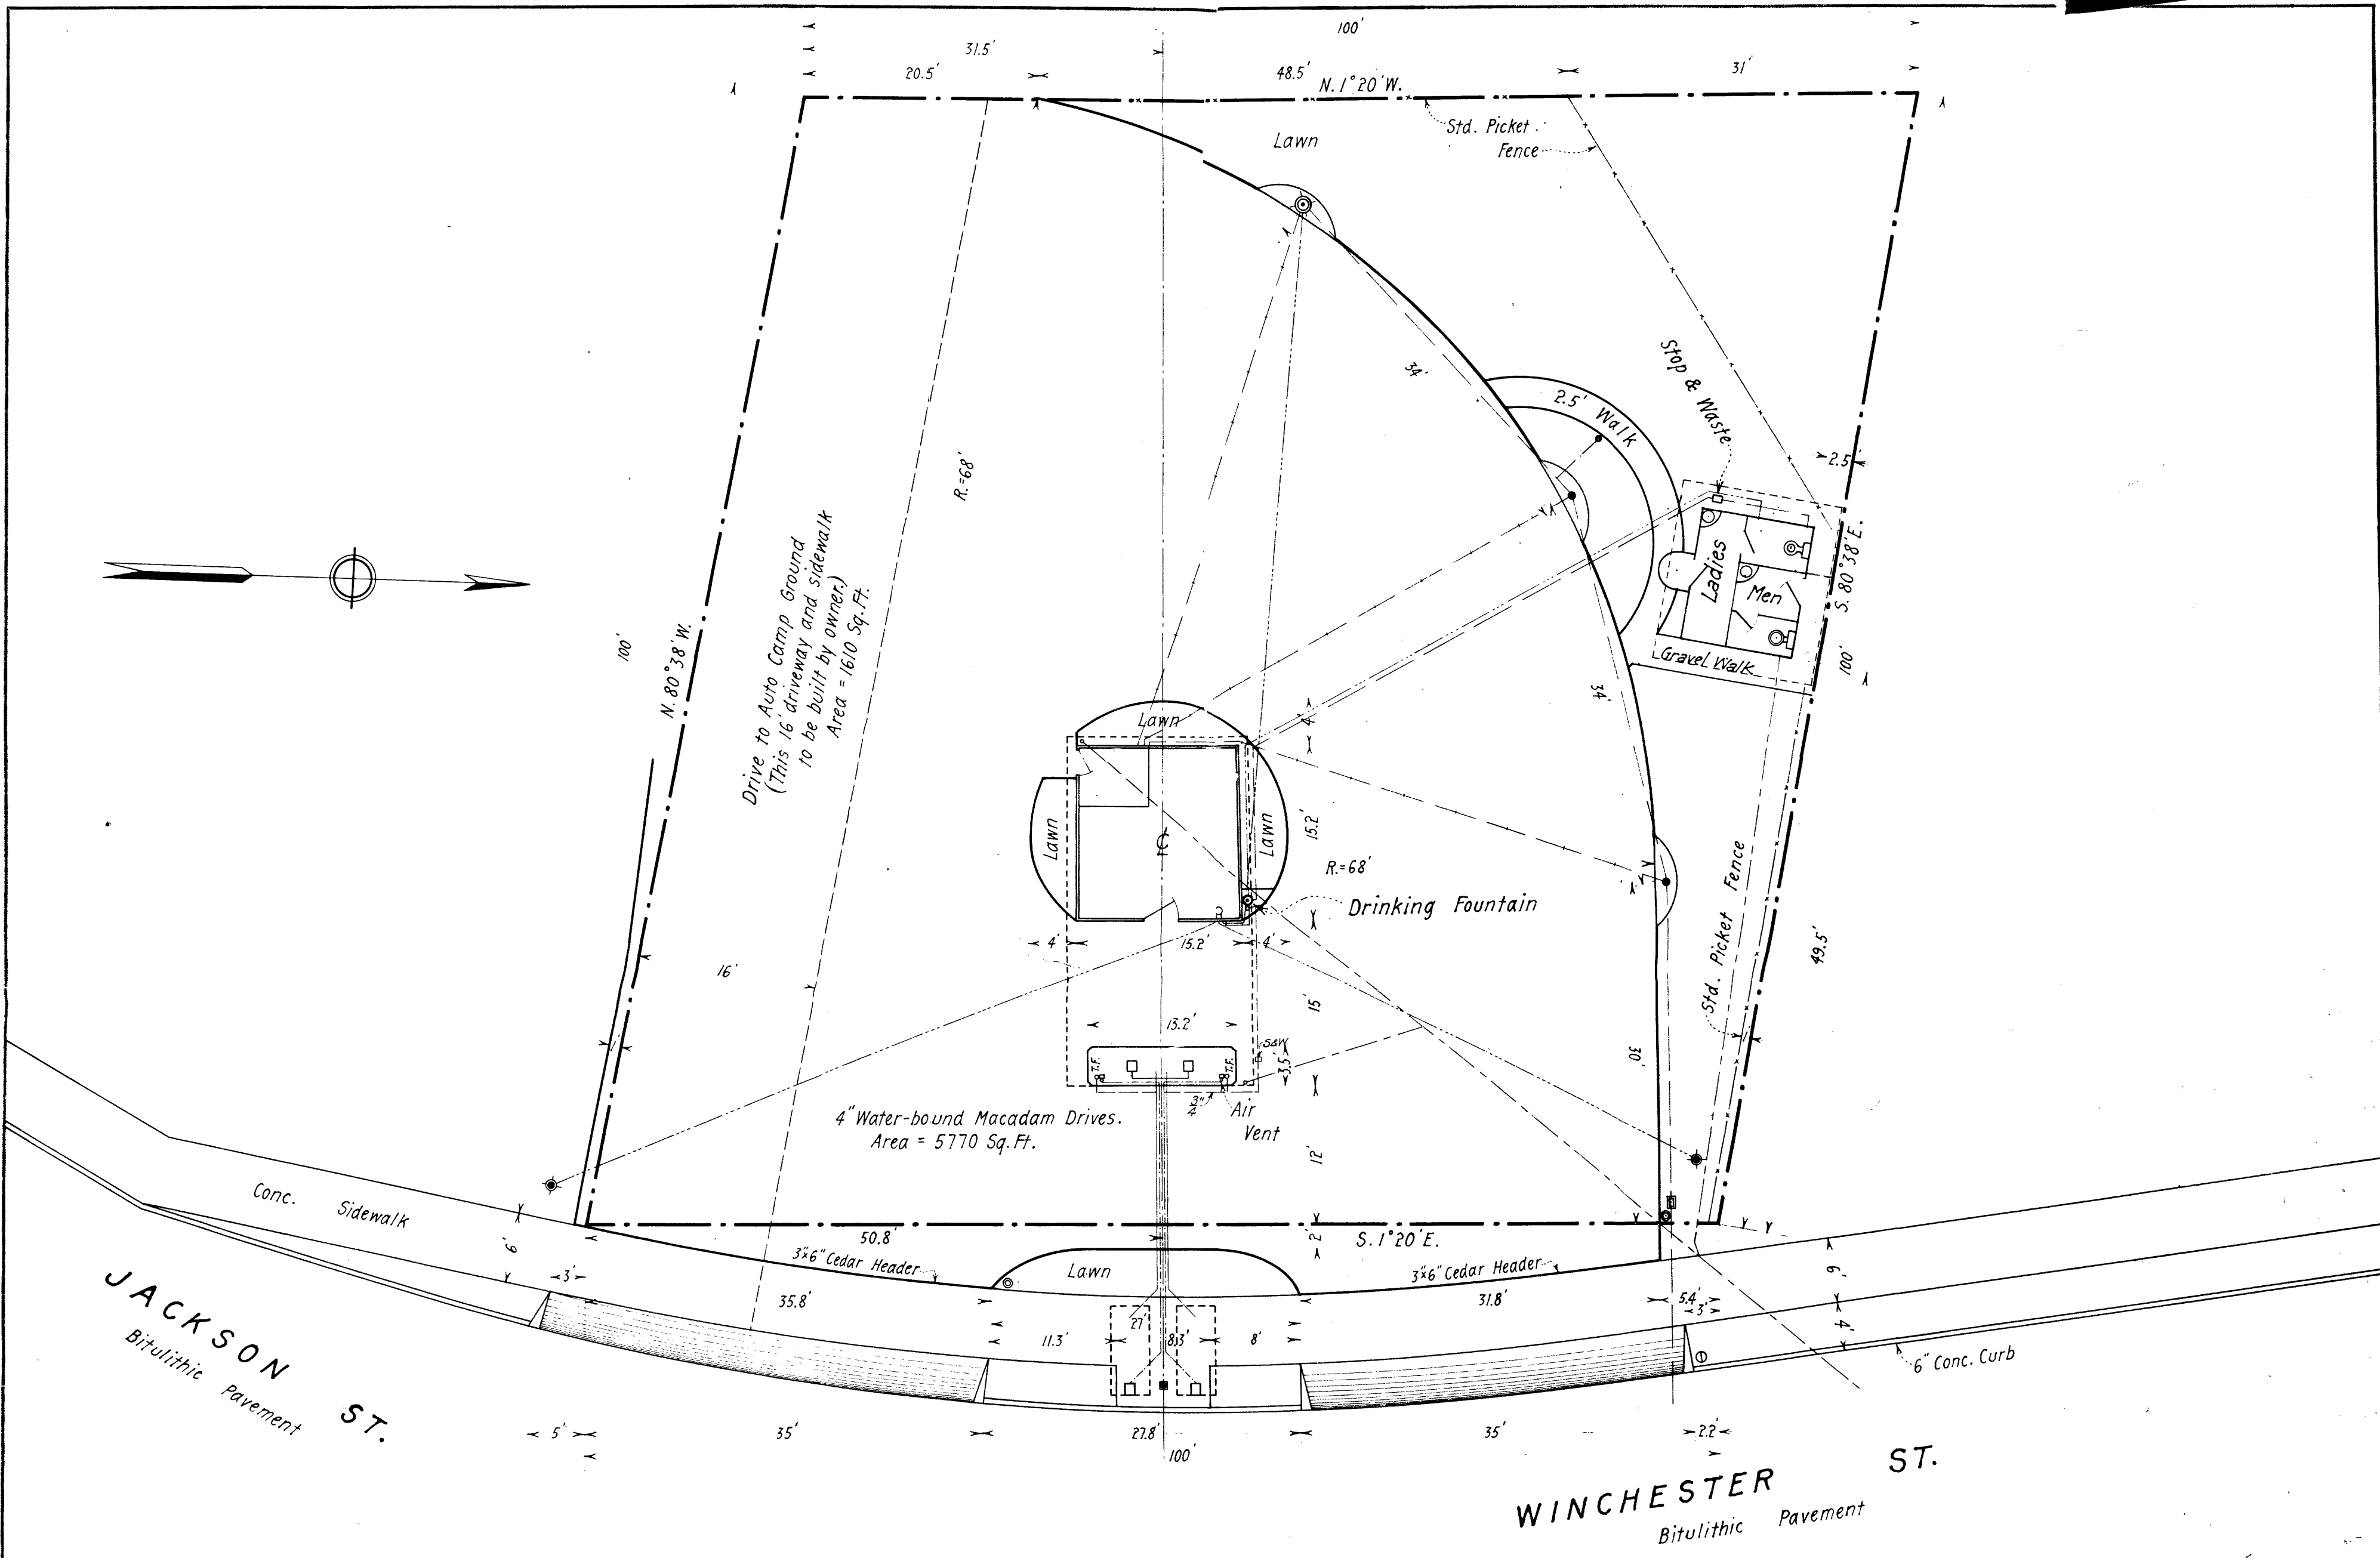 100'
31.5'
20.5'
48.5'
31'
N. 1° 20' W.
Std. Picket
Fence
Lawn
34'
R.=68'
Stop & Waste
2.5' Walk
2.5'
S. 80° 38' E.
100'
Ladies
Men
Gravel Walk
Drive to Auto Camp Ground
(This 16' driveway and sidewalk
to be built by owner.)
Area = 1610 Sq. Ft.
100'
N. 80° 38' W.
34'
Lawn
4'
Lawn
Lawn
15.2'
R.=68'
Drinking Fountain
Std. Picket Fence
49.5'
4'
15.2'
4'
16'
15'
13.2'
S&W
3.5'
T.F.
T.F.
30'
3/4"
Air
Vent
4" Water-bound Macadam Drives.
Area = 5770 Sq. Ft.
12'
Conc. Sidewalk
50.8'
2'
S. 1° 20' E.
3"x6" Cedar Header
Lawn
3"x6" Cedar Header
6'
6'
3'
35.8'
31.8'
5.4'
3'
4'
27'
11.3'
8.3'
8'
6" Conc. Curb
JACKSON ST.
Bitulithic Pavement
5'
35'
27.8'
35'
2.2'
100'
WINCHESTER ST.
Bitulithic Pavement